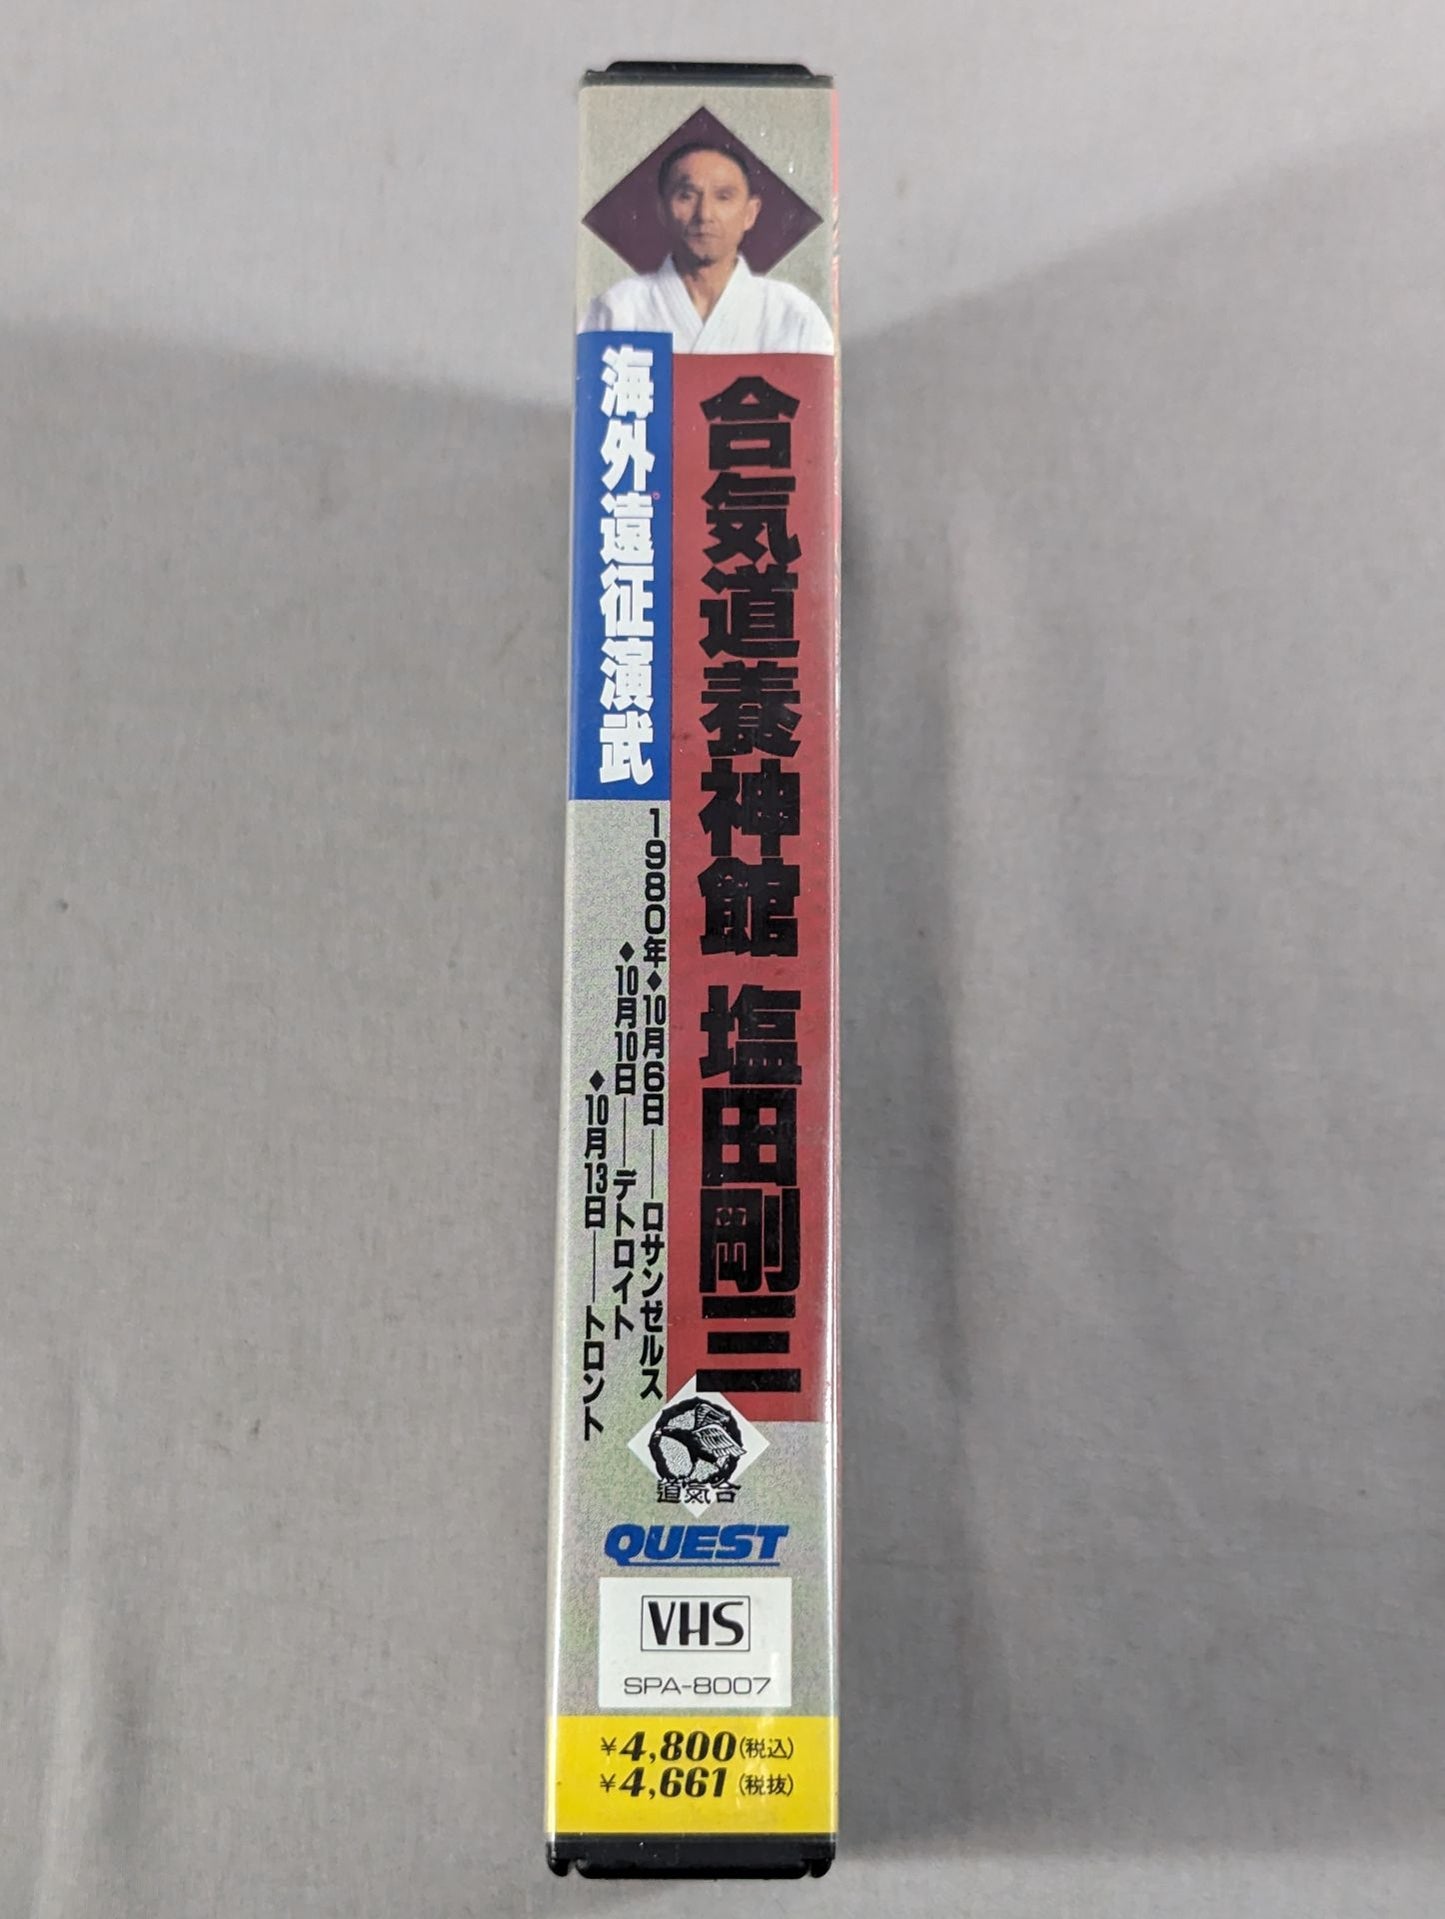 合気道養神館 塩田剛三
海外遠征演武
1980年◆10月6日――ロサンゼルス
◆10月10日――デトロイト
◆10月13日――トロント
道氣合
QUEST
VHS
SPA-8007
¥4,800(税込)
¥4,661(税抜)